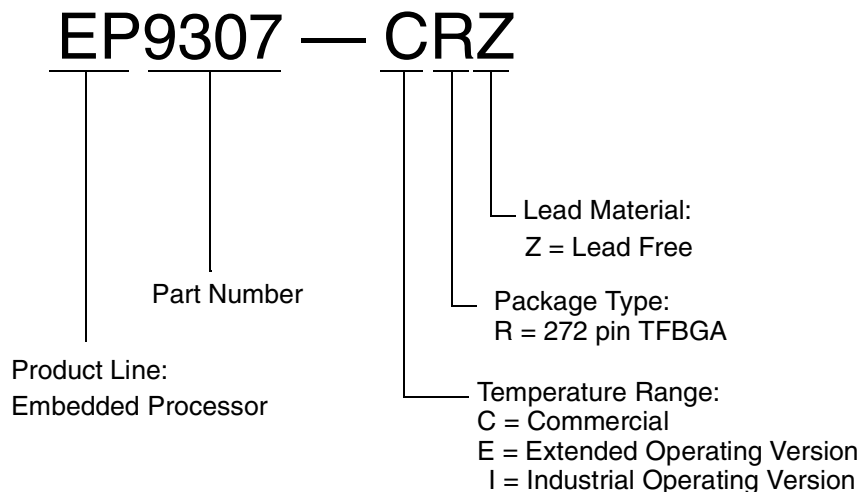 EP9307 — CRZ
Lead Material:
Z = Lead Free
Part Number
Package Type:
R = 272 pin TFBGA
Product Line:
Embedded Processor
Temperature Range:
C = Commercial
E = Extended Operating Version
I = Industrial Operating Version